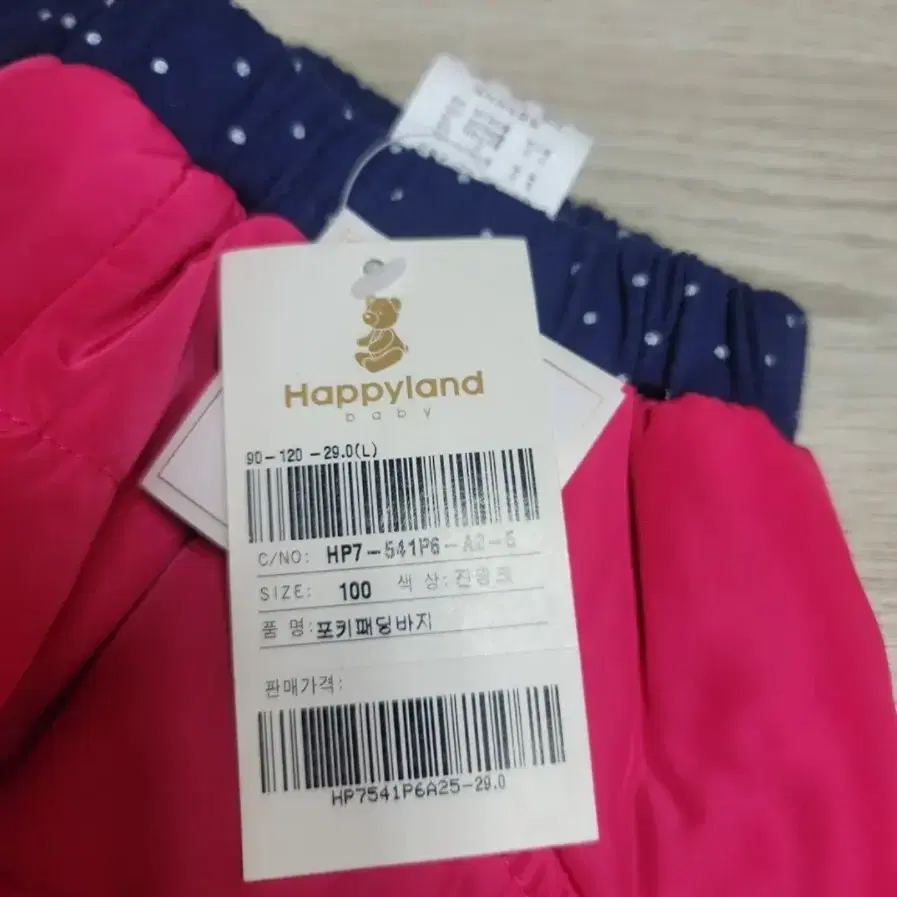 Happyland
baby
90-120-29.0(L)
C/NO: HP7-541P6-A2-5
SIZE: 100 색 상:진핑크
품 명:포키패딩바지
판매가격:
HP7541P6A25-29.0